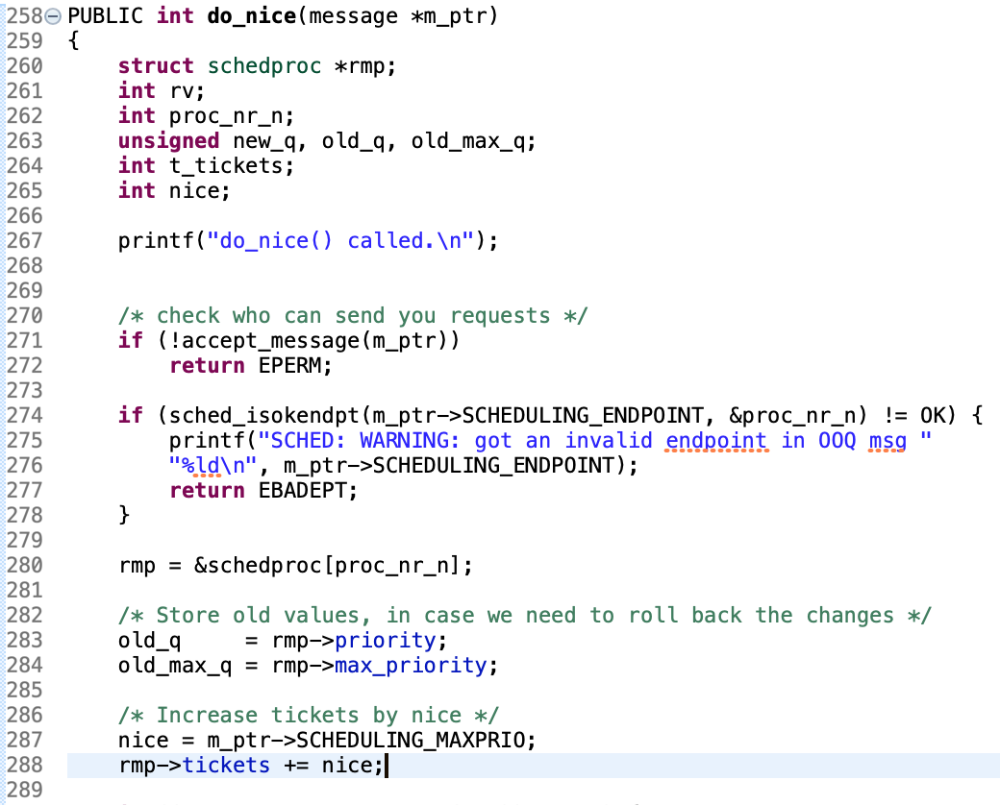 258 PUBLIC int do_nice(message *m_ptr)
259 {
260     struct schedproc *rmp;
261     int rv;
262     int proc_nr_n;
263     unsigned new_q, old_q, old_max_q;
264     int t_tickets;
265     int nice;
266
267     printf("do_nice() called.\n");
268
269
270     /* check who can send you requests */
271     if (!accept_message(m_ptr))
272         return EPERM;
273
274     if (sched_isokendpt(m_ptr->SCHEDULING_ENDPOINT, &proc_nr_n) != OK) {
275         printf("SCHED: WARNING: got an invalid endpoint in OOQ msg "
276         "%ld\n", m_ptr->SCHEDULING_ENDPOINT);
277         return EBADEPT;
278     }
279
280     rmp = &schedproc[proc_nr_n];
281
282     /* Store old values, in case we need to roll back the changes */
283     old_q     = rmp->priority;
284     old_max_q = rmp->max_priority;
285
286     /* Increase tickets by nice */
287     nice = m_ptr->SCHEDULING_MAXPRIO;
288     rmp->tickets += nice;
289